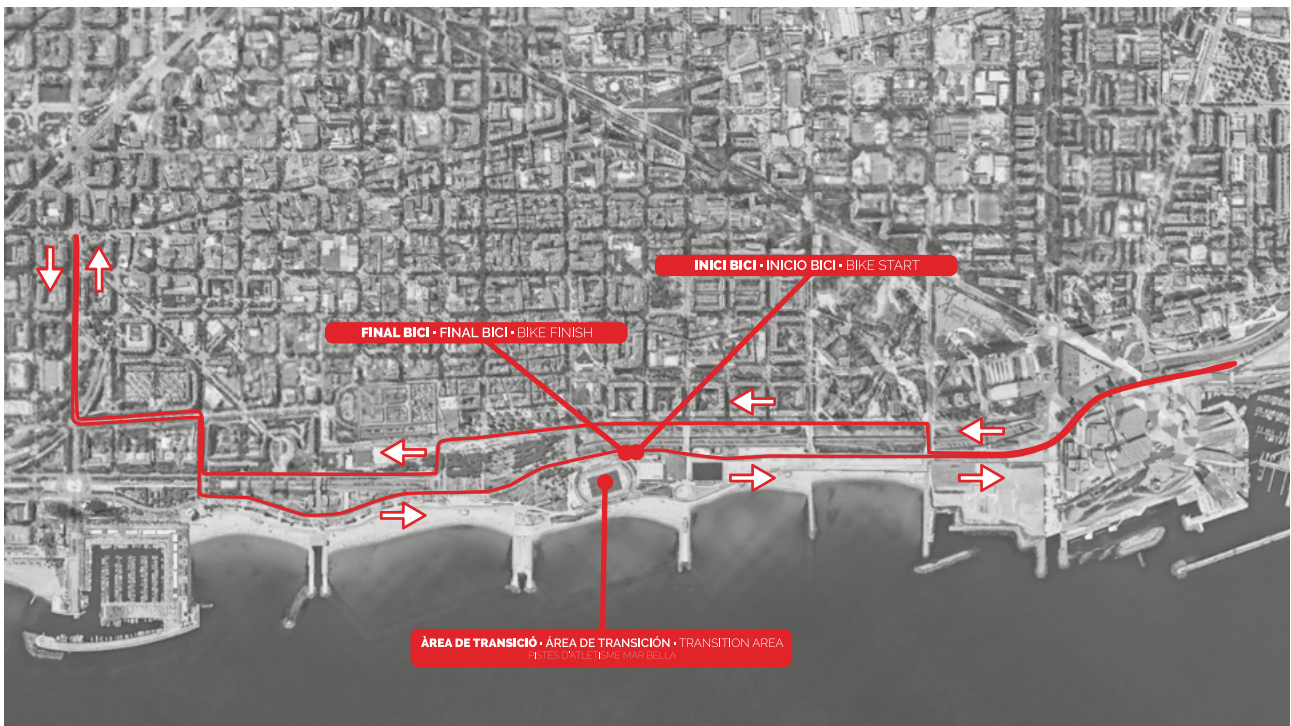 INICI BICI • INICIO BICI • BIKE START
FINAL BICI • FINAL BICI • BIKE FINISH
ÀREA DE TRANSICIÓ • ÁREA DE TRANSICIÓN • TRANSITION AREA
PISTES D'ATLETISME MAR BELLA